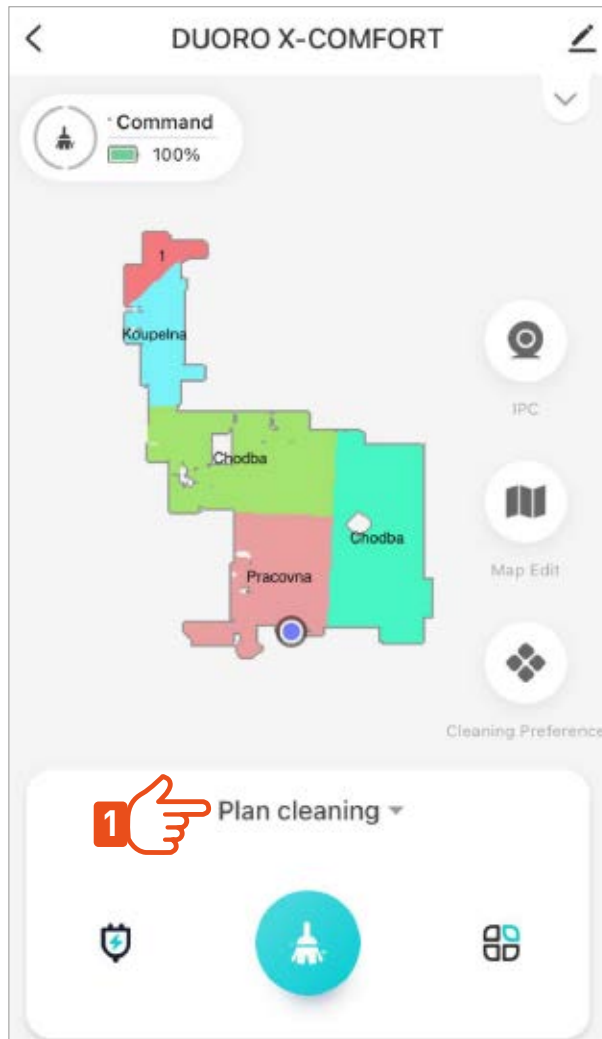 DUORO X-COMFORT
Command
100%
1
Koupelna
IPC
Chodba
Chodba
Map Edit
Pracovna
Cleaning Preference
1
Plan cleaning